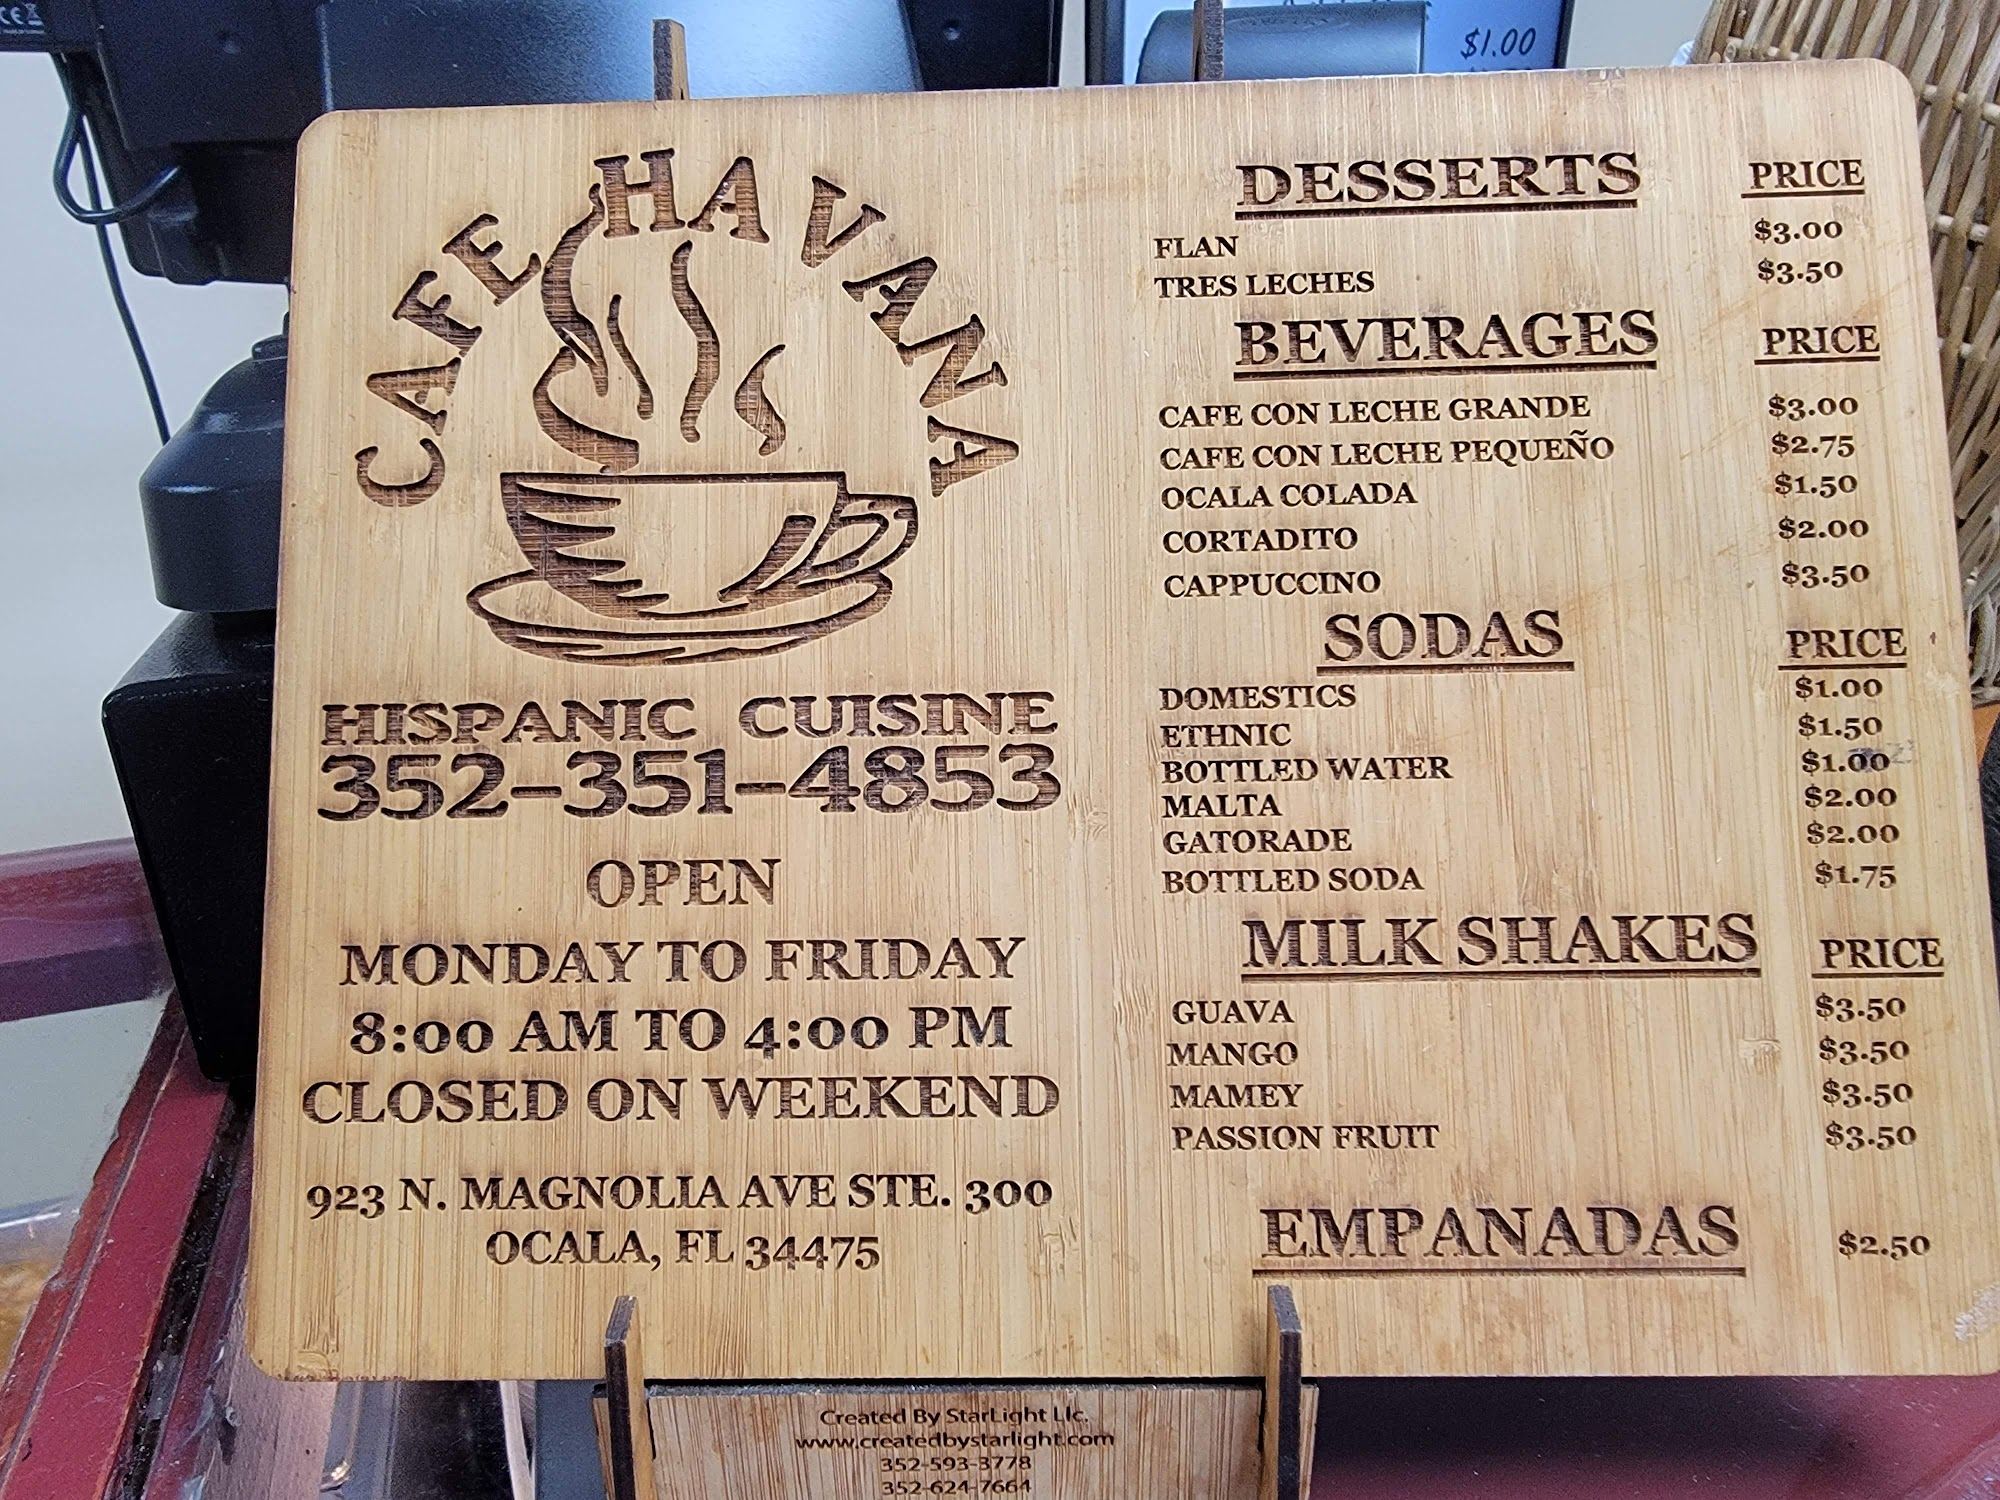 CE
$1.00
CAFE HAVANA
HISPANIC CUISINE
352-351-4853
OPEN
MONDAY TO FRIDAY
8:00 AM TO 4:00 PM
CLOSED ON WEEKEND
923 N. MAGNOLIA AVE STE. 300
OCALA, FL 34475
DESSERTS PRICE
FLAN $3.00
TRES LECHES $3.50
BEVERAGES PRICE
CAFE CON LECHE GRANDE $3.00
CAFE CON LECHE PEQUEÑO $2.75
OCALA COLADA $1.50
CORTADITO $2.00
CAPPUCCINO $3.50
SODAS PRICE
DOMESTICS $1.00
ETHNIC $1.50
BOTTLED WATER $1.00
MALTA $2.00
GATORADE $2.00
BOTTLED SODA $1.75
MILK SHAKES PRICE
GUAVA $3.50
MANGO $3.50
MAMEY $3.50
PASSION FRUIT $3.50
EMPANADAS $2.50
Created By StarLight Llc.
www.createdbystarlight.com
352-593-3778
352-624-7664